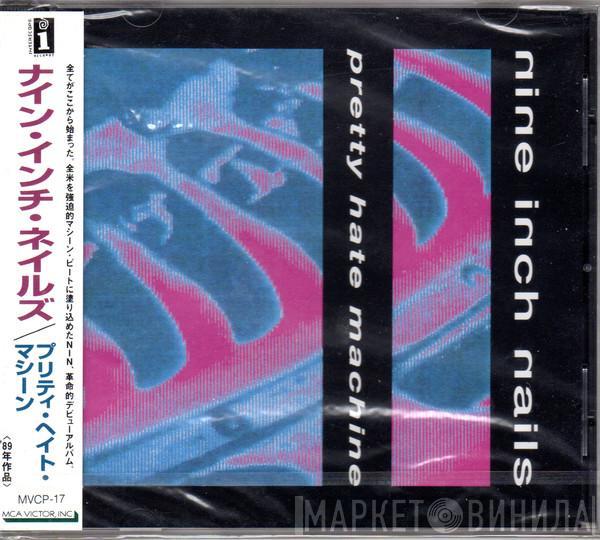 ナイン・インチ・ネイルズ/プリティ・ヘイト・マシーン
全てがここから始まった。全米を強迫的マシーン・ビートに塗り込めたNIN、革命的デビューアルバム。
〈'89年作品〉
MVCP-17
MCA VICTOR, INC.
pretty hate machine
nine inch nails
МАРКЕТ ВИНИЛА